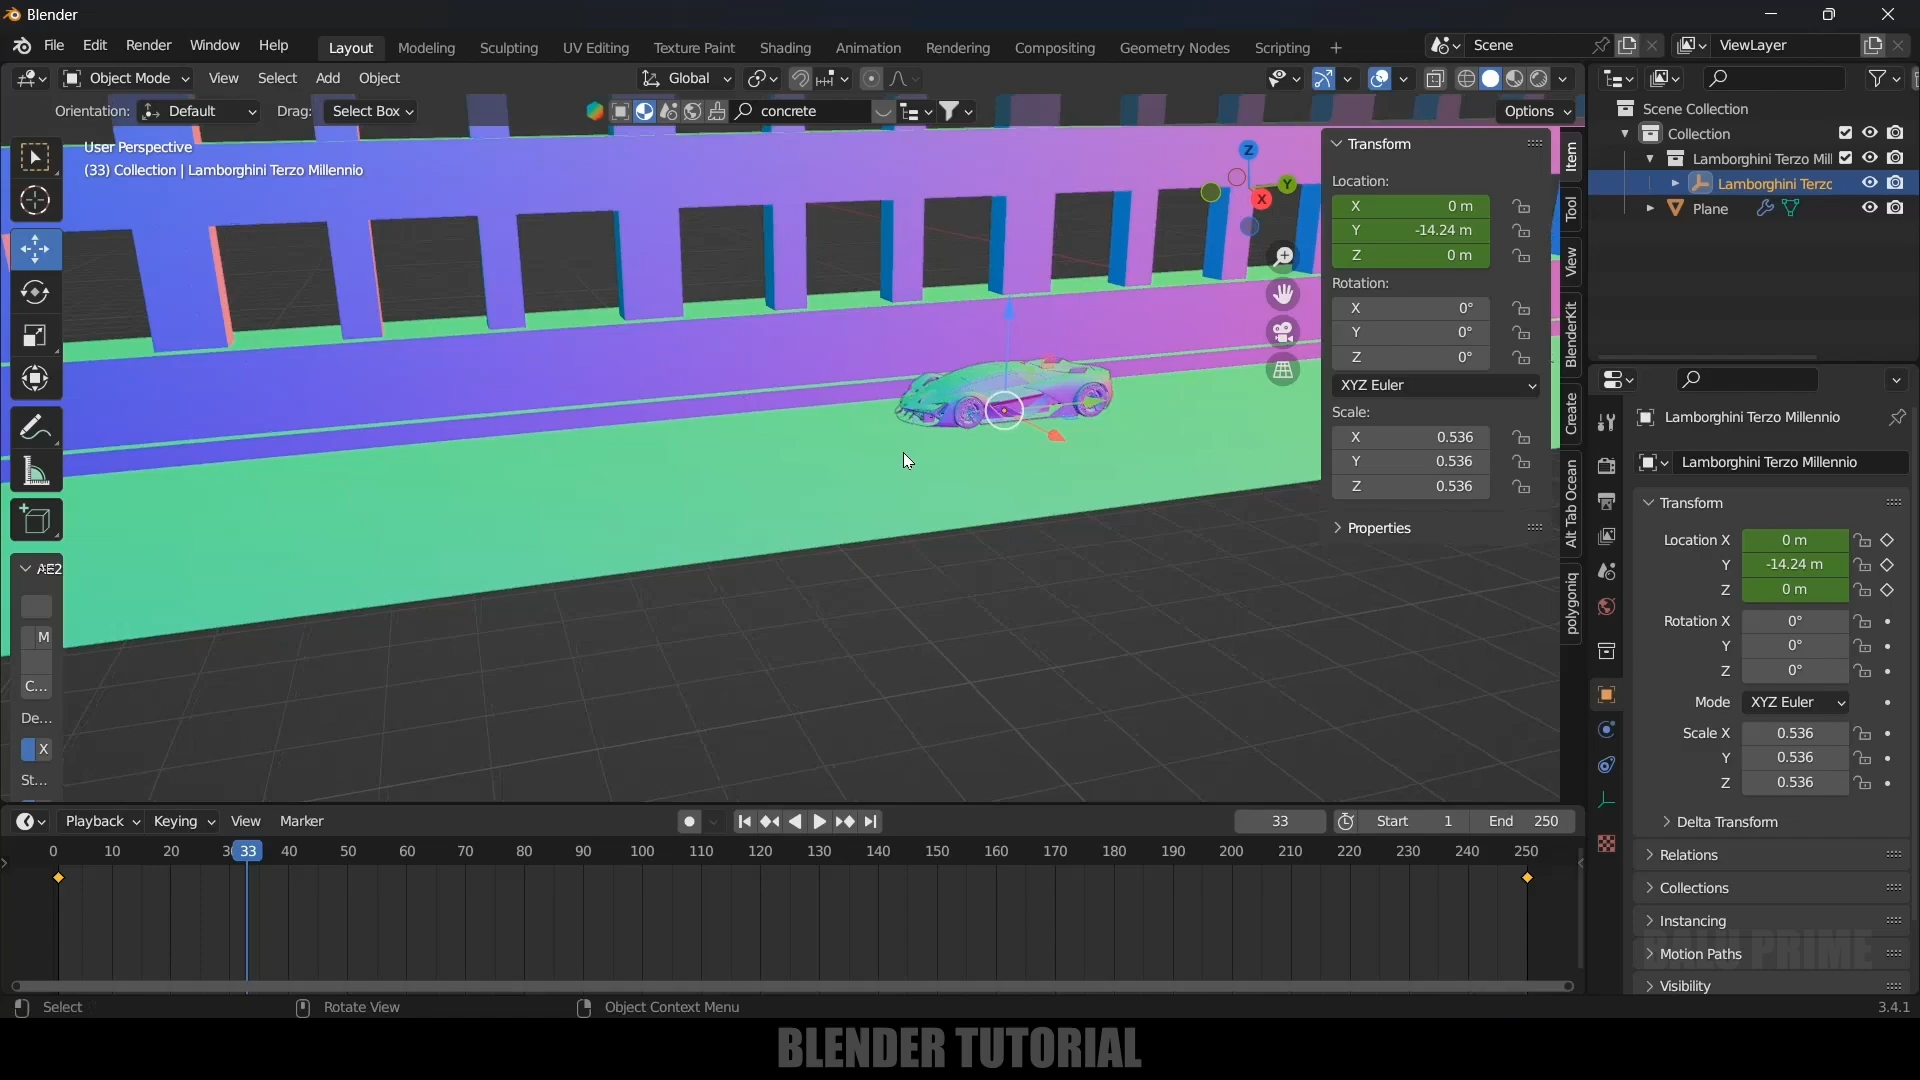 Blender
File Edit Render Window Help Layout Modeling Sculpting UV Editing Texture Paint Shading Animation Rendering Compositing Geometry Nodes Scripting + Scene ViewLayer
Object Mode View Select Add Object Global
Orientation: Default Drag: Select Box concrete Options
User Perspective
(33) Collection | Lamborghini Terzo Millennio
Z
Y
X
Transform
Location:
X 0 m
Y -14.24 m
Z 0 m
Rotation:
X 0°
Y 0°
Z 0°
XYZ Euler
Scale:
X 0.536
Y 0.536
Z 0.536
Properties
Item
Tool
View
BlenderKit
Create
Alt Tab Ocean
polygoniq
M
C...
De...
X
St...
Scene Collection
Collection
Lamborghini Terzo Mill
Lamborghini Terzo
Plane
Lamborghini Terzo Millennio
Lamborghini Terzo Millennio
Transform
Location X 0 m
Y -14.24 m
Z 0 m
Rotation X 0°
Y 0°
Z 0°
Mode XYZ Euler
Scale X 0.536
Y 0.536
Z 0.536
Delta Transform
Relations
Collections
Instancing
Motion Paths
Visibility
Playback Keying View Marker 33 Start 1 End 250
0 10 20 33 40 50 60 70 80 90 100 110 120 130 140 150 160 170 180 190 200 210 220 230 240 250
Select Rotate View Object Context Menu 3.4.1
BLENDER TUTORIAL